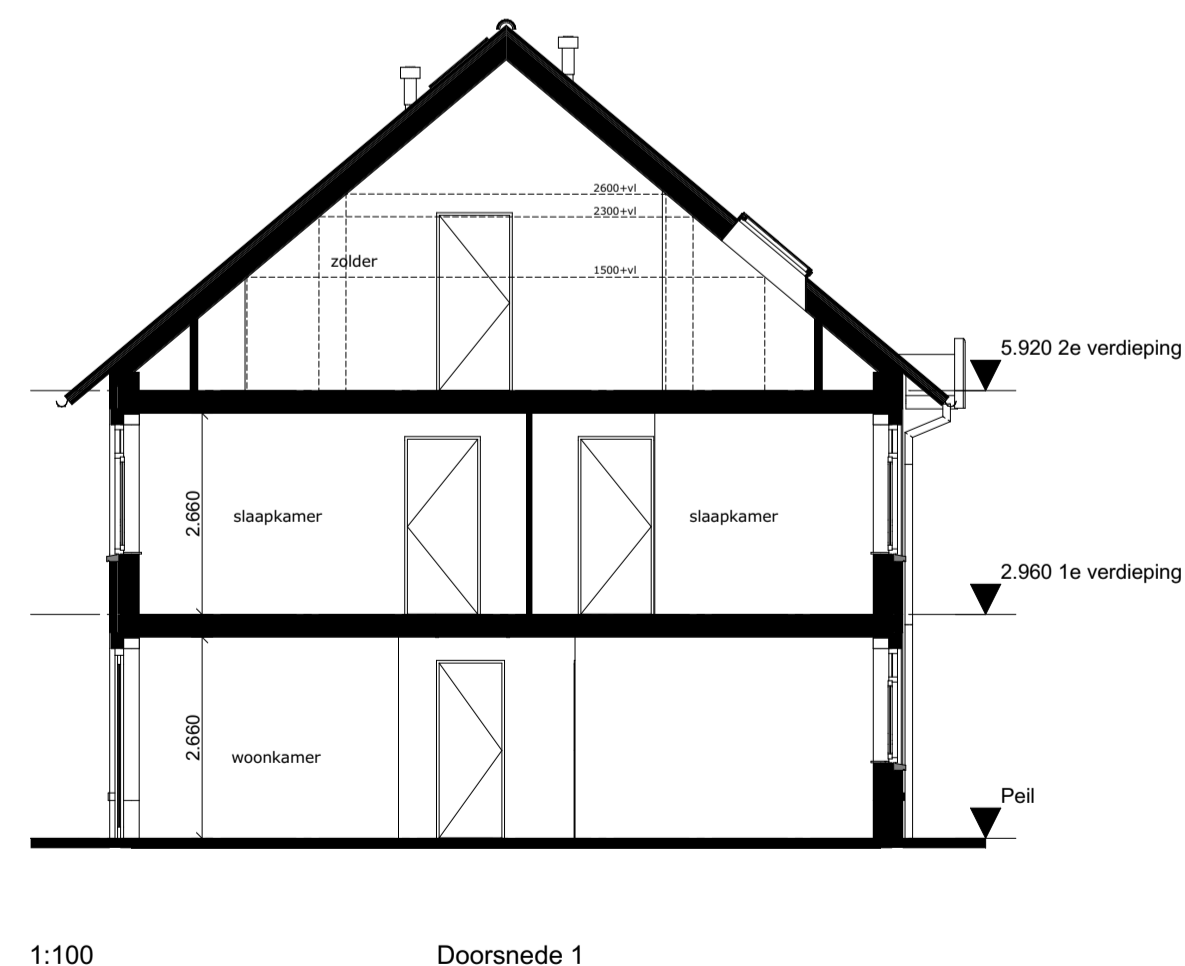 2600+vl
2300+vl
zolder
1500+vl
5.920 2e verdieping
2.660
slaapkamer
slaapkamer
2.960 1e verdieping
2.660
woonkamer
Peil
1:100
Doorsnede 1